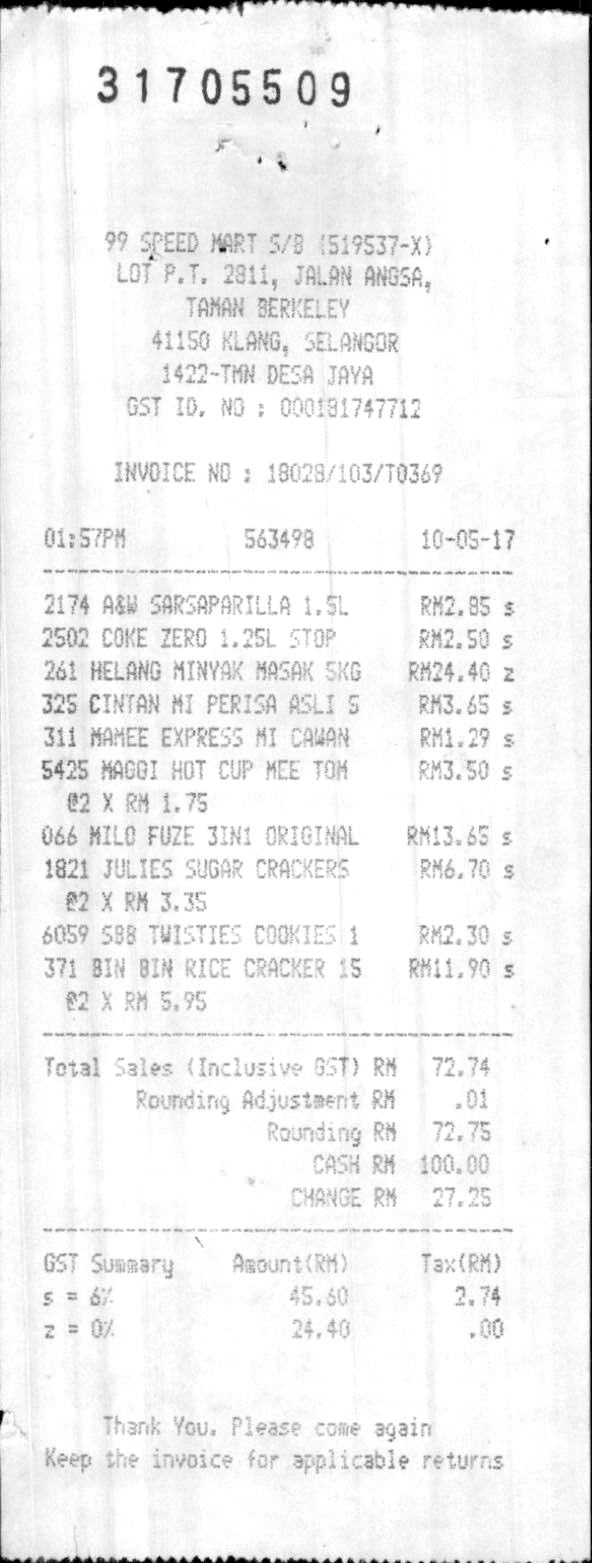 31705509
99 SPEED MART S/B (519537-X)
LOT P.T. 2811, JALAN ANGSA,
TAMAN BERKELEY
41150 KLANG, SELANGOR
1422-TMN DESA JAYA
GST ID. NO : 000181747712
INVOICE NO : 18028/103/T0369
01:57PM 563498 10-05-17
2174 A&W SARSAPARILLA 1.5L RM2.85 s
2502 COKE ZERO 1.25L STOP RM2.50 s
261 HELANG MINYAK MASAK 5KG RM24.40 z
325 CINTAN MI PERISA ASLI 5 RM3.65 s
311 MAMEE EXPRESS MI CAWAN RM1.29 s
5425 MAGGI HOT CUP MEE TOM RM3.50 s
@2 X RM 1.75
066 MILO FUZE 3IN1 ORIGINAL RM13.65 s
1821 JULIES SUGAR CRACKERS RM6.70 s
@2 X RM 3.35
6059 S88 TWISTIES COOKIES 1 RM2.30 s
371 BIN BIN RICE CRACKER 15 RM11.90 s
@2 X RM 5.95
Total Sales (Inclusive GST) RM 72.74
Rounding Adjustment RM .01
Rounding RM 72.75
CASH RM 100.00
CHANGE RM 27.25
GST Summary Amount(RM) Tax(RM)
s = 6% 45.60 2.74
z = 0% 24.40 .00
Thank You. Please come again
Keep the invoice for applicable returns